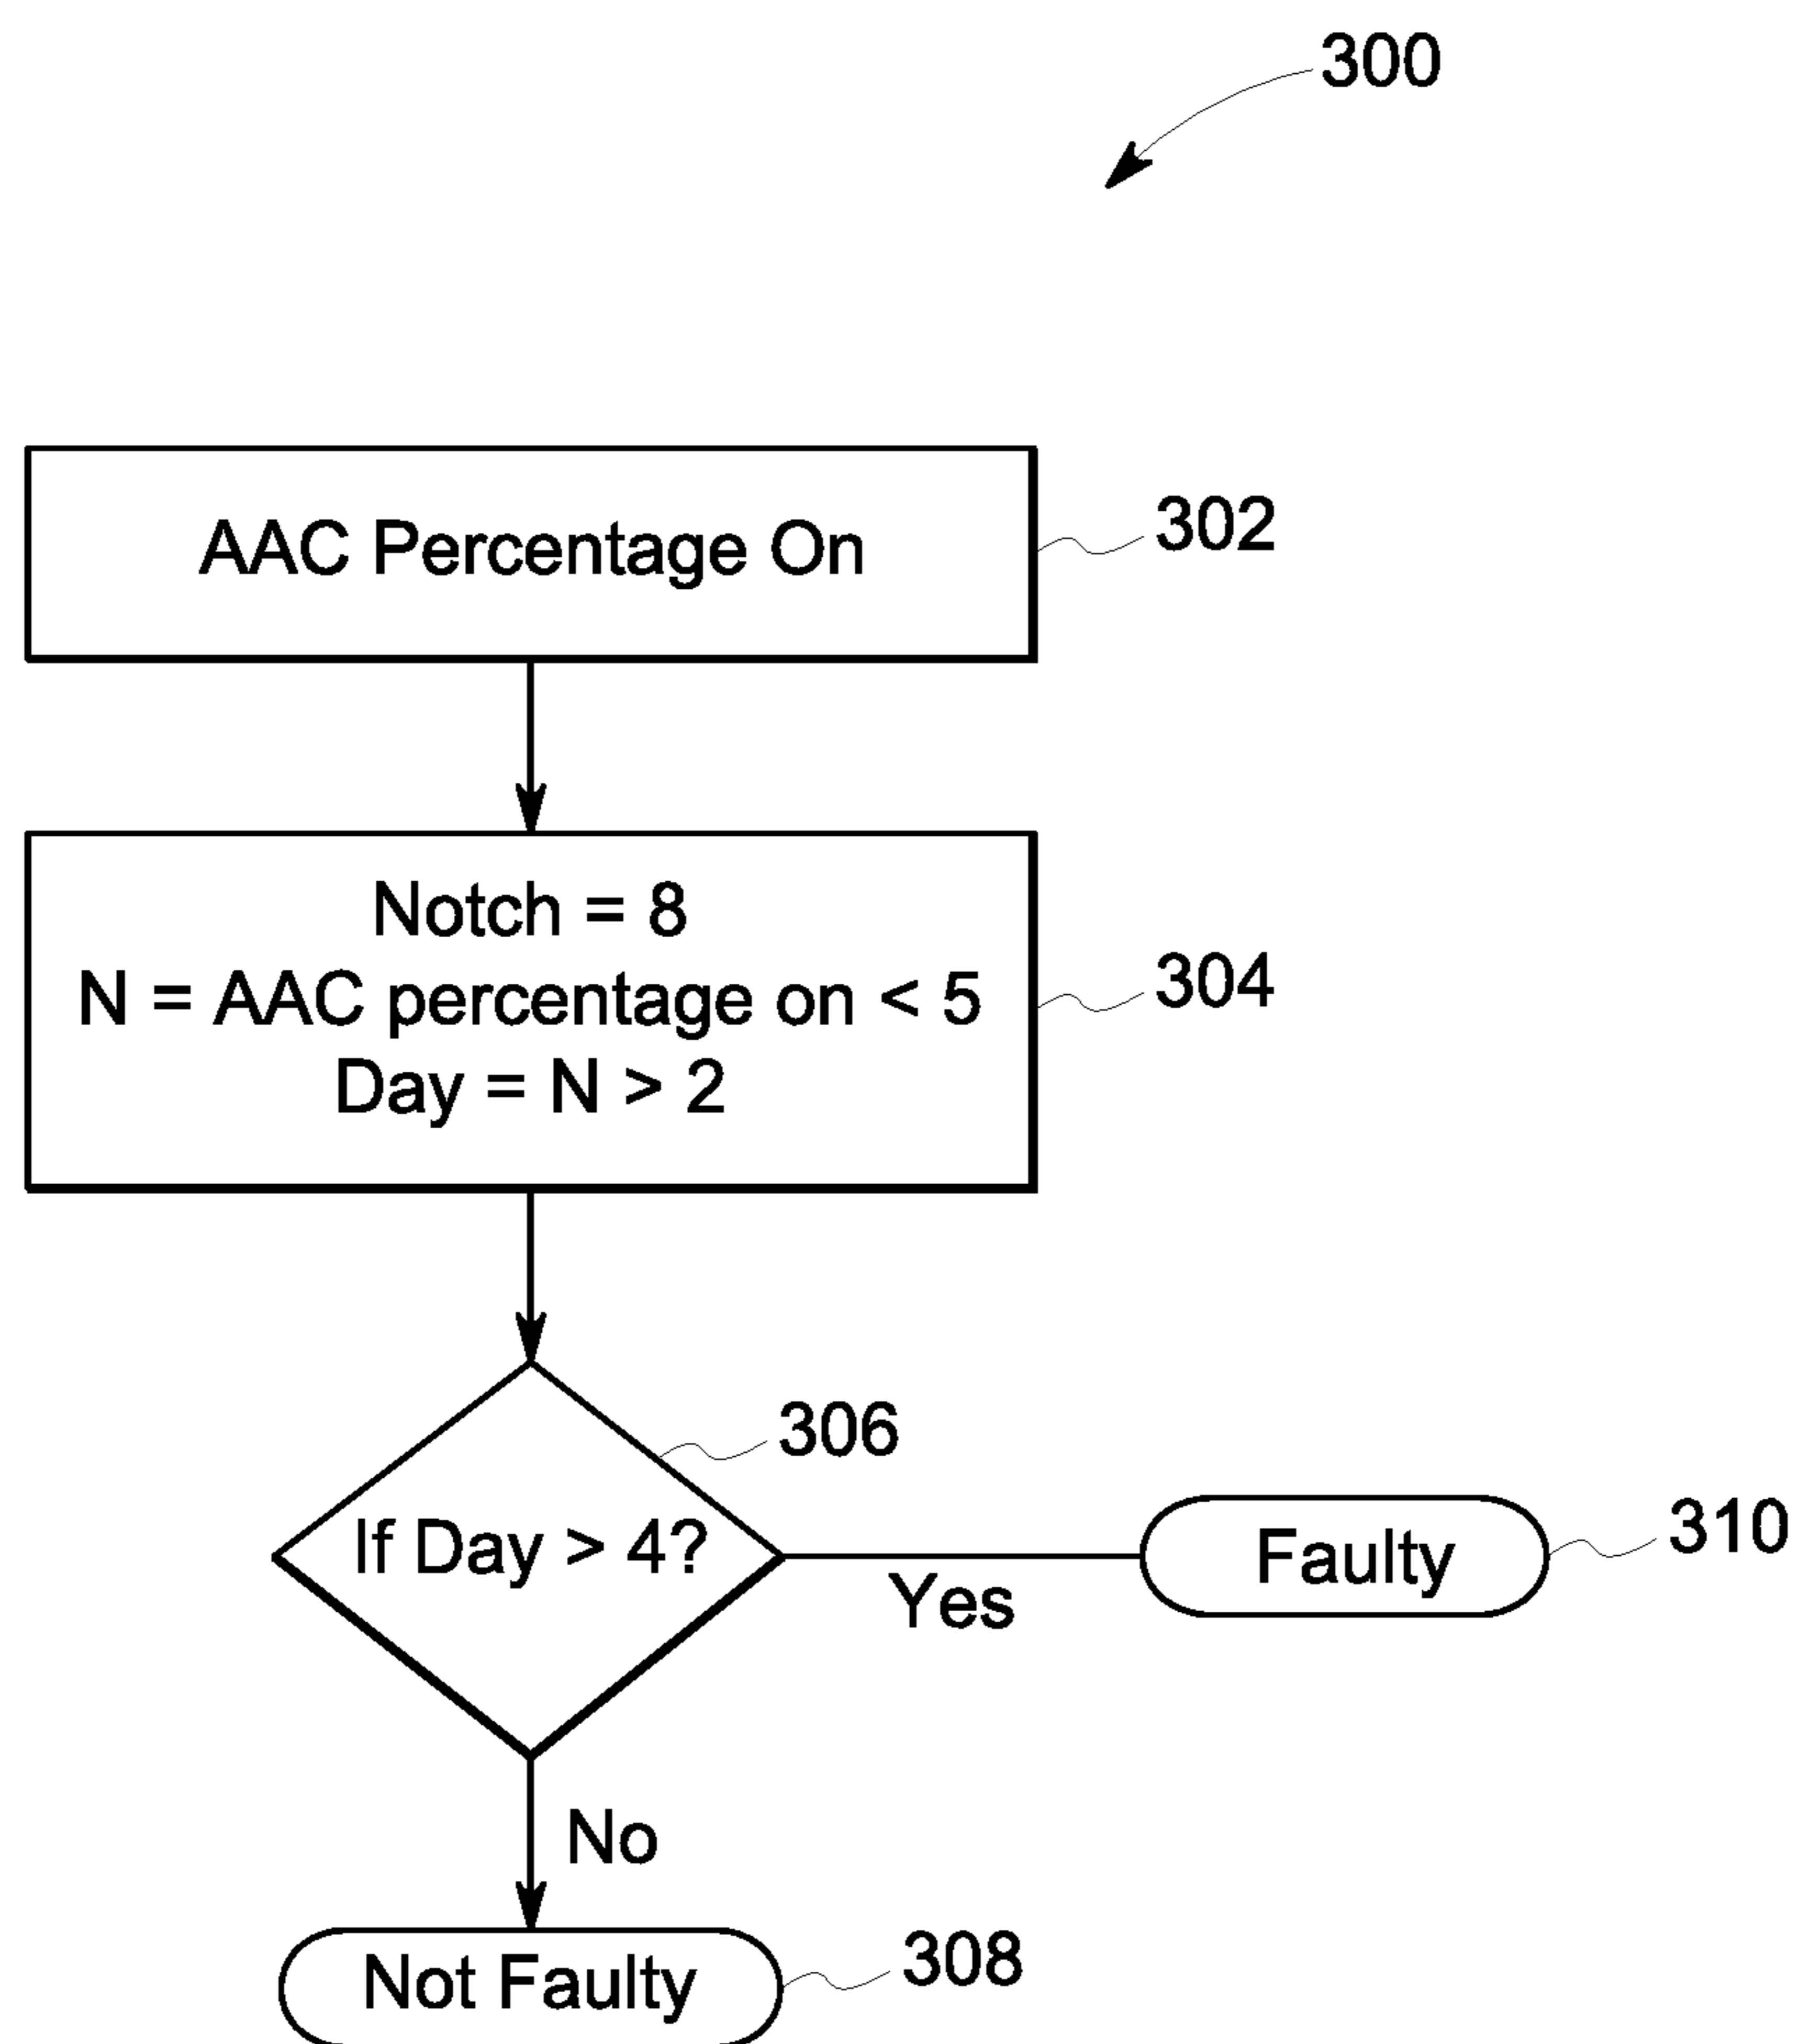 300
AAC Percentage On
302
Notch = 8
N = AAC percentage on < 5
Day = N > 2
304
306
If Day > 4?
Yes
Faulty
310
No
Not Faulty
308